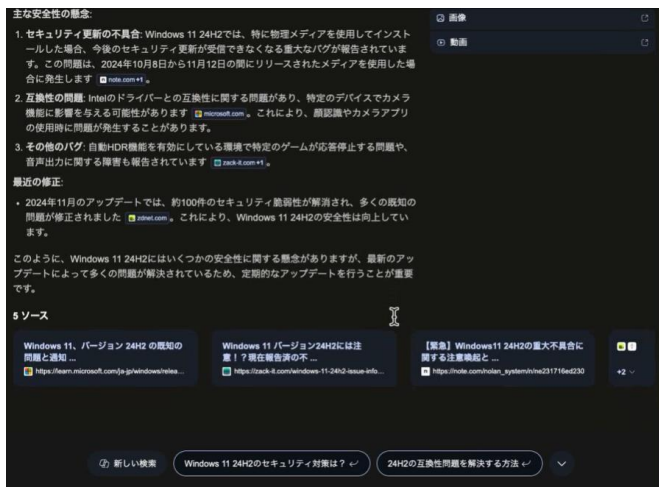 主な安全性の懸念:
1. セキュリティ更新の不具合: Windows 11 24H2では、特に物理メディアを使用してインスト
ールした場合、今後のセキュリティ更新が受信できなくなる重大なバグが報告されていま
す。この問題は、2024年10月8日から11月12日の間にリリースされたメディアを使用した場
合に発生します note.com+1 。
2. 互換性の問題: Intelのドライバーとの互換性に関する問題があり、特定のデバイスでカメラ
機能に影響を与える可能性があります microsoft.com 。これにより、顔認識やカメラアプリ
の使用時に問題が発生することがあります。
3. その他のバグ: 自動HDR機能を有効にしている環境で特定のゲームが応答停止する問題や、
音声出力に関する障害も報告されています zack-it.com+1 。
最近の修正:
• 2024年11月のアップデートでは、約100件のセキュリティ脆弱性が解消され、多くの既知の
問題が修正されました zdnet.com 。これにより、Windows 11 24H2の安全性は向上してい
ます。
このように、Windows 11 24H2にはいくつかの安全性に関する懸念がありますが、最新のアッ
プデートによって多くの問題が解決されているため、定期的なアップデートを行うことが重要
です。
画像
動画
5 ソース
Windows 11、バージョン 24H2 の既知の
問題と通知 ...
https://learn.microsoft.com/ja-jp/windows/relea...
Windows 11 バージョン24H2には注
意！？現在報告済の不 ...
https://zack-it.com/windows-11-24h2-issue-info...
【緊急】Windows11 24H2の重大不具合に
関する注意喚起と ...
https://note.com/nolan_system/n/ne231716ed230
+2
新しい検索
Windows 11 24H2のセキュリティ対策は？
24H2の互換性問題を解決する方法